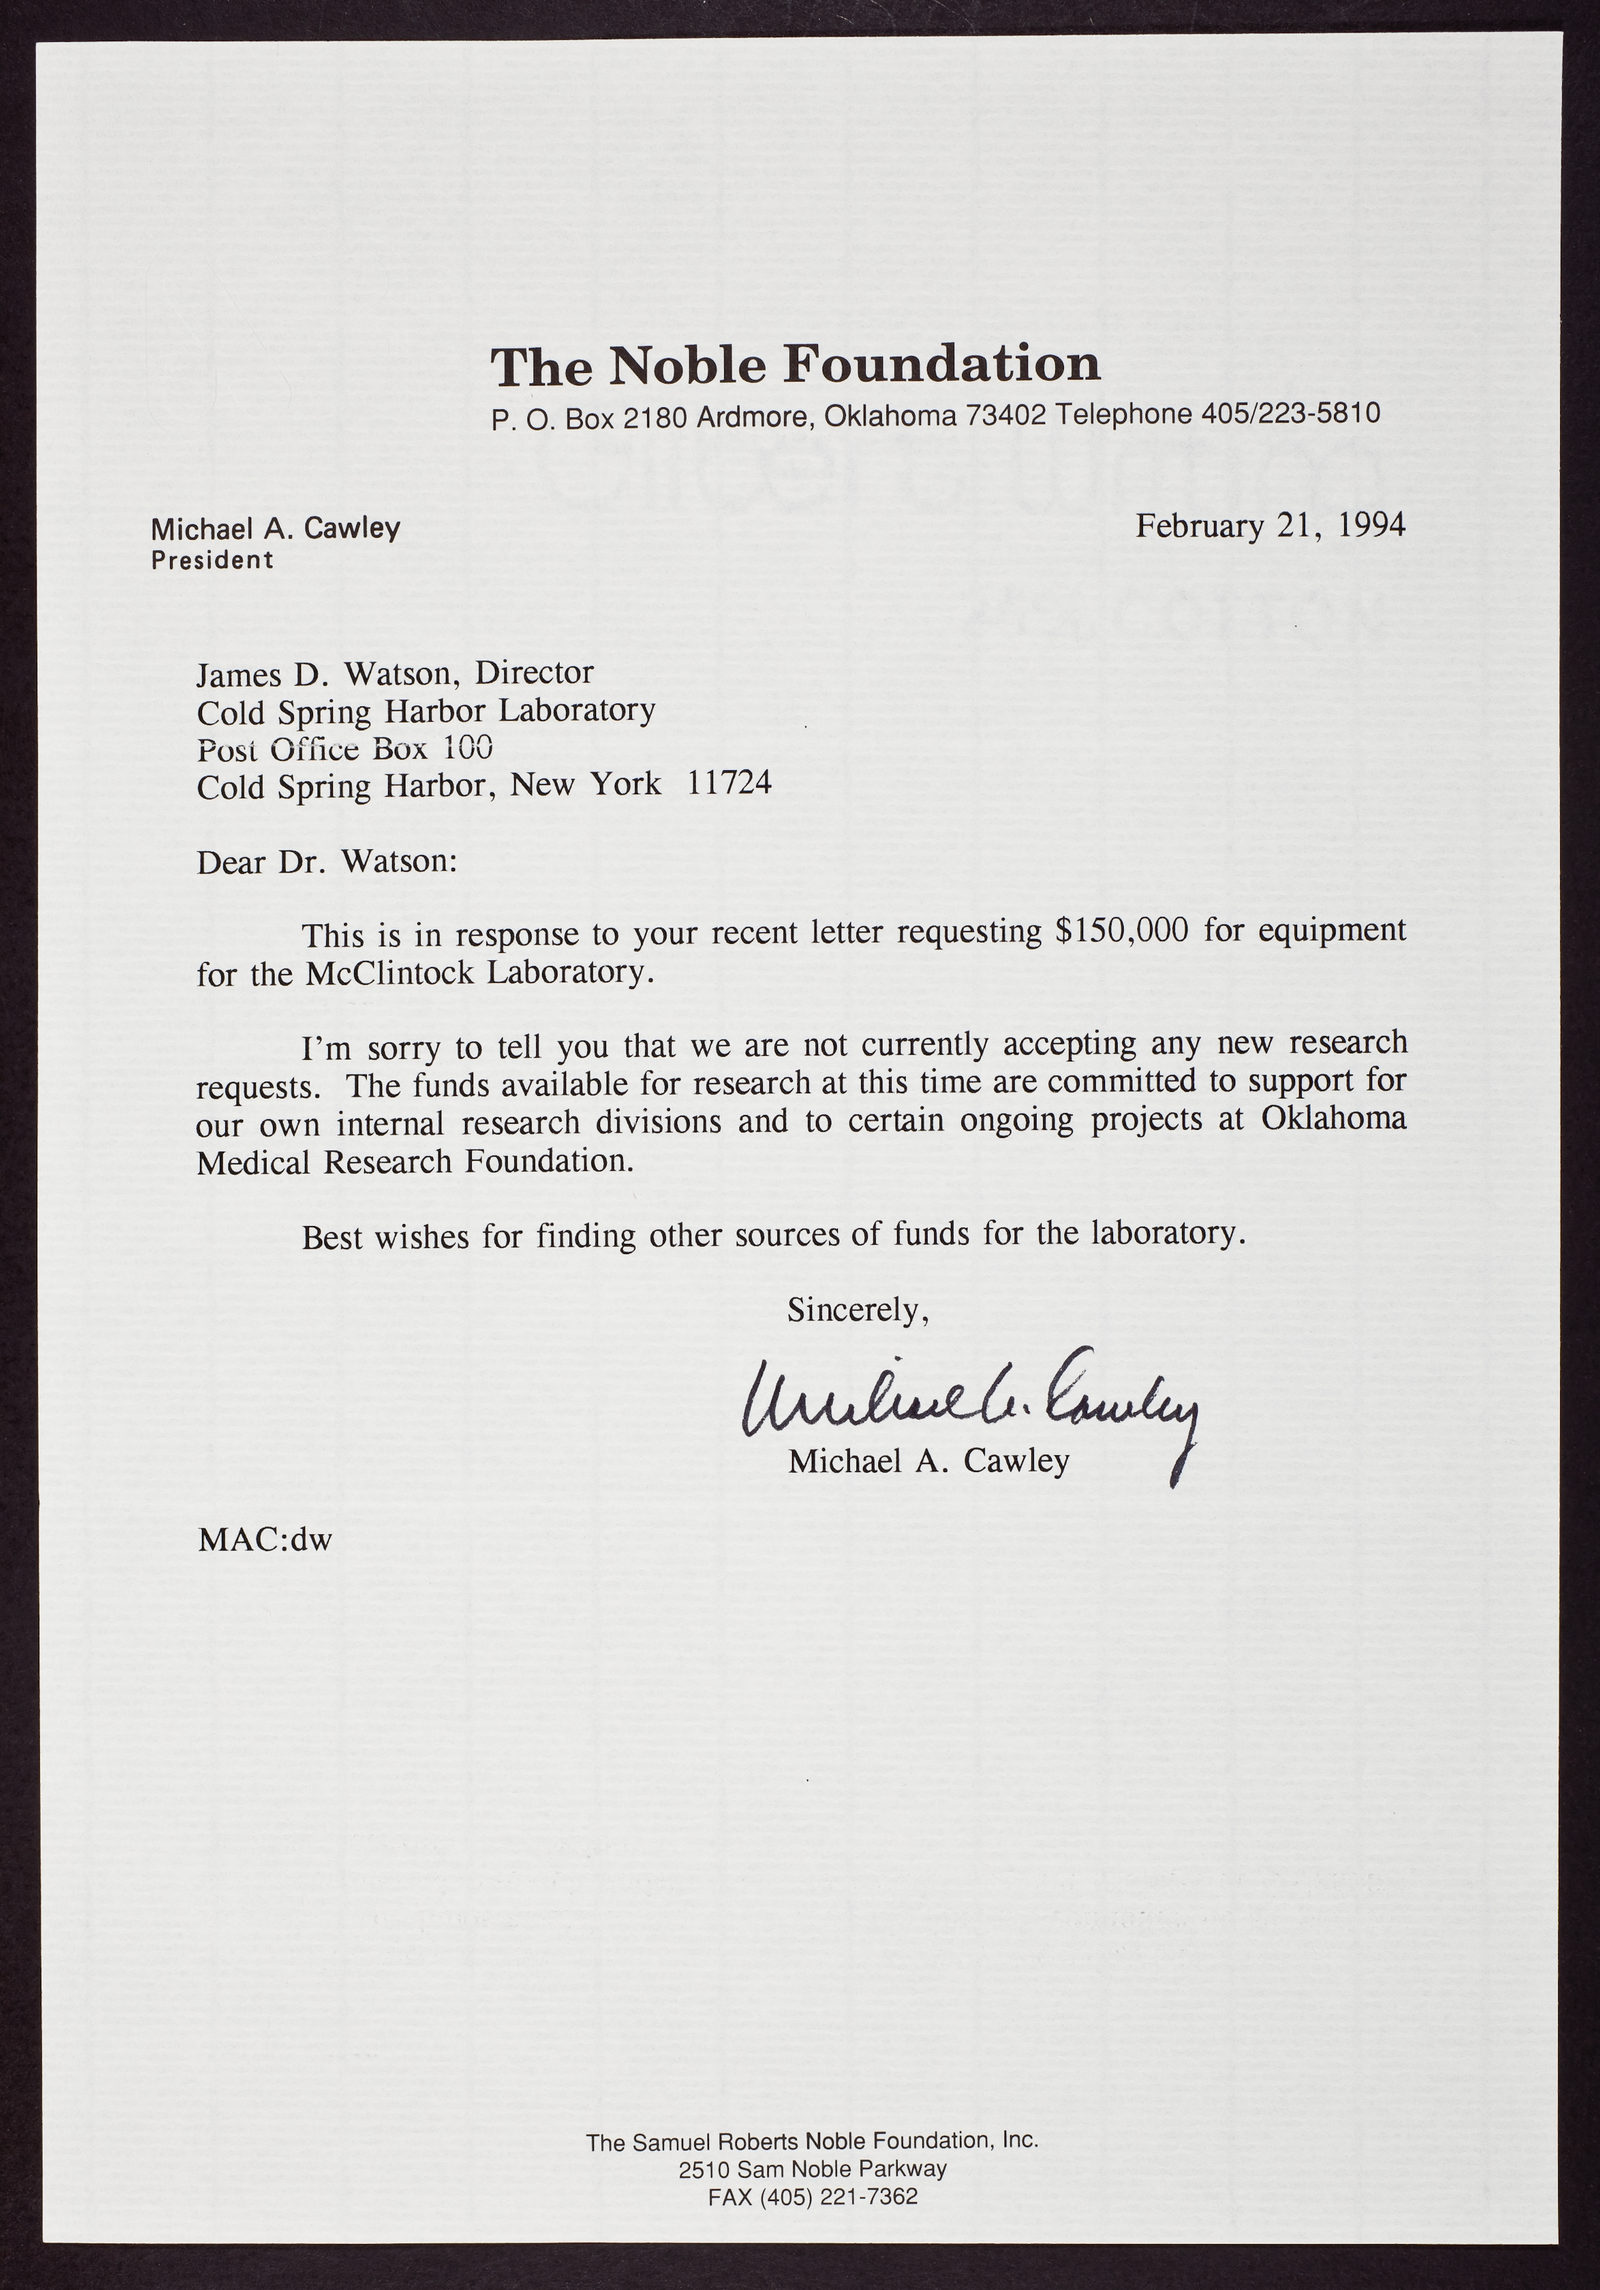 The Noble Foundation
P. O. Box 2180 Ardmore, Oklahoma 73402 Telephone 405/223-5810
Michael A. Cawley
President
February 21, 1994
James D. Watson, Director
Cold Spring Harbor Laboratory
Post Office Box 100
Cold Spring Harbor, New York 11724
Dear Dr. Watson:
This is in response to your recent letter requesting $150,000 for equipment
for the McClintock Laboratory.
I'm sorry to tell you that we are not currently accepting any new research
requests. The funds available for research at this time are committed to support for
our own internal research divisions and to certain ongoing projects at Oklahoma
Medical Research Foundation.
Best wishes for finding other sources of funds for the laboratory.
Sincerely,
Michael A. Cawley
Michael A. Cawley
MAC:dw
The Samuel Roberts Noble Foundation, Inc.
2510 Sam Noble Parkway
FAX (405) 221-7362